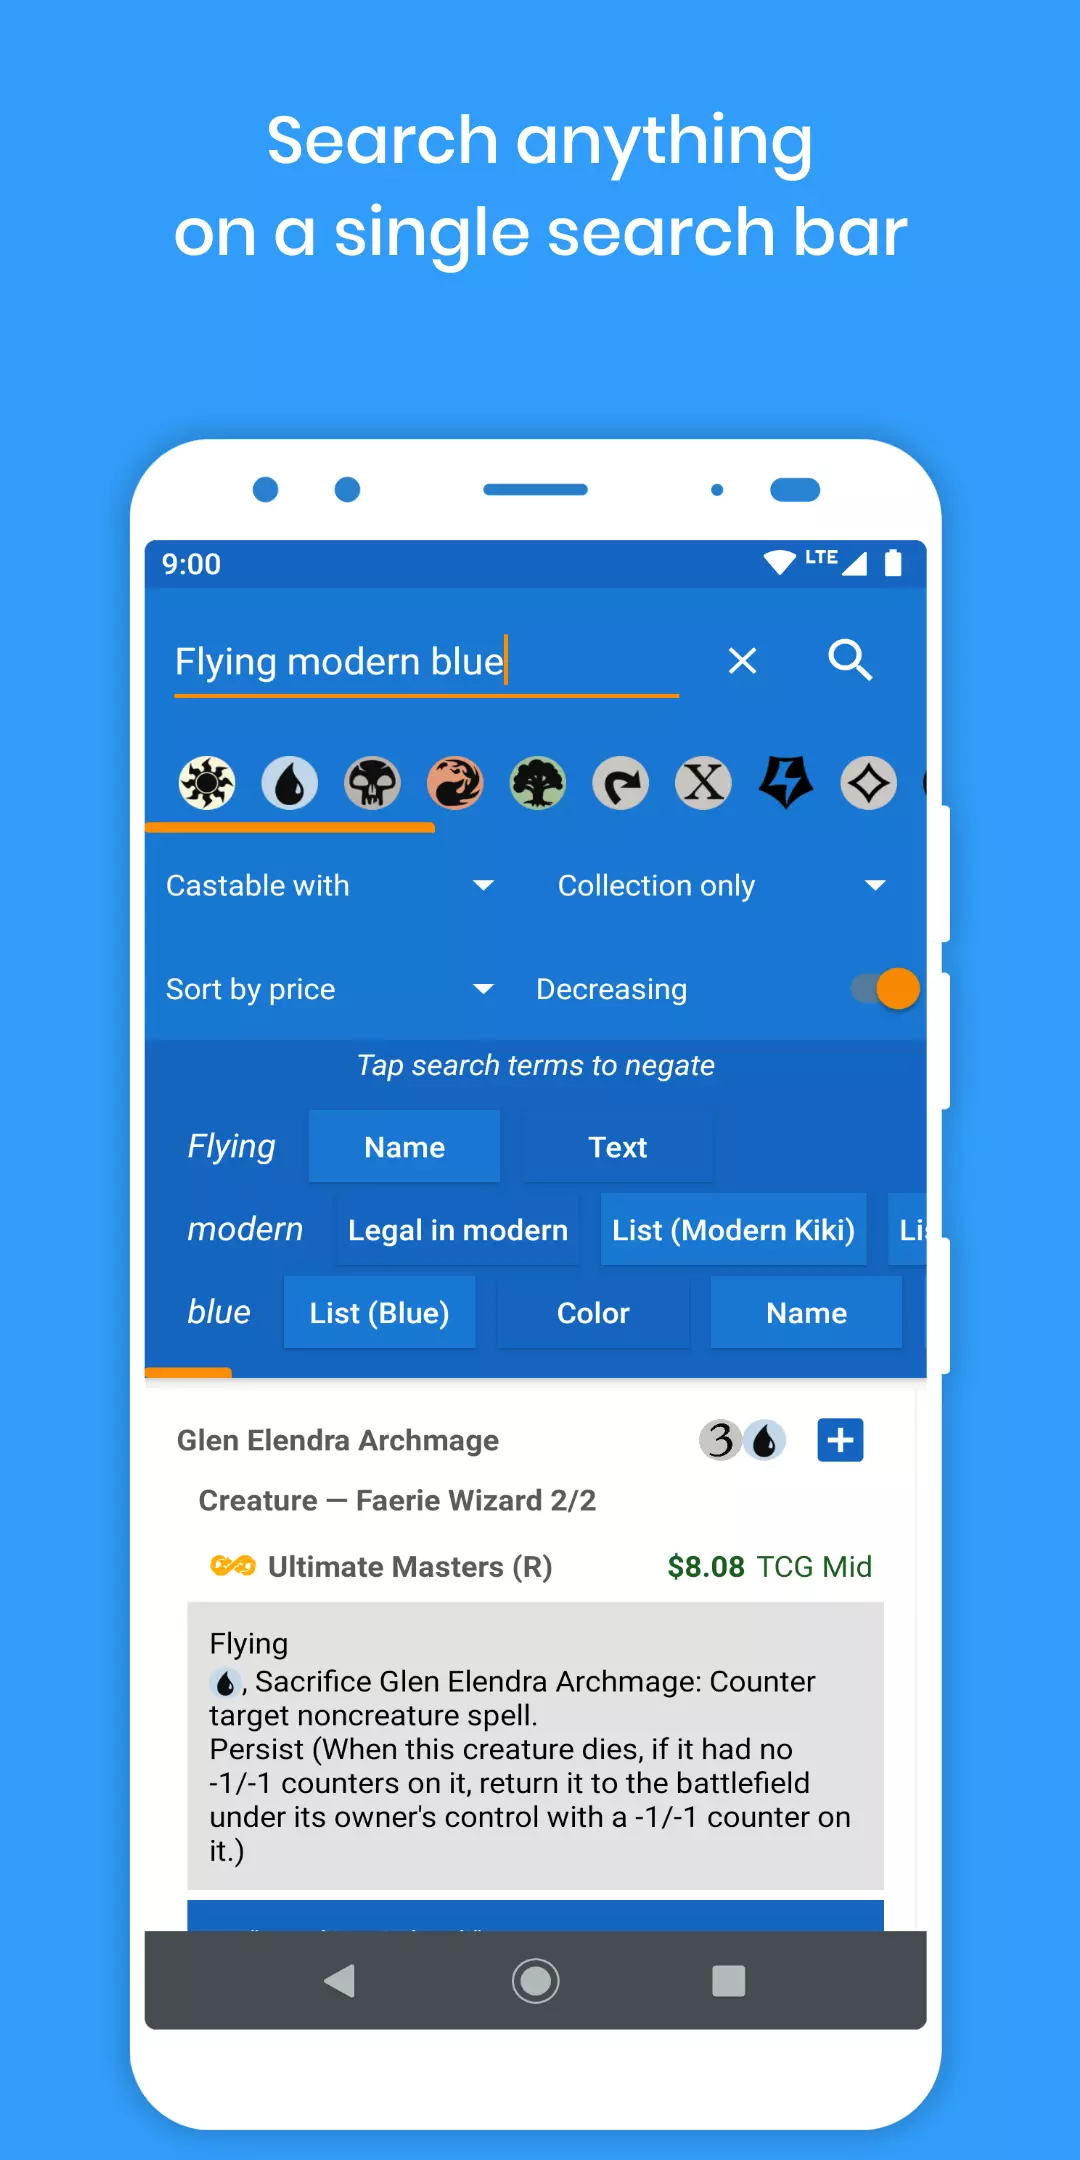 Search anything
on a single search bar
9:00 LTE
Flying modern blue
X
Castable with Collection only
Sort by price Decreasing
Tap search terms to negate
Flying Name Text
modern Legal in modern List (Modern Kiki)
blue List (Blue) Color Name
Glen Elendra Archmage 3
Creature — Faerie Wizard 2/2
Ultimate Masters (R) $8.08 TCG Mid
Flying
, Sacrifice Glen Elendra Archmage: Counter
target noncreature spell.
Persist (When this creature dies, if it had no
-1/-1 counters on it, return it to the battlefield
under its owner's control with a -1/-1 counter on
it.)